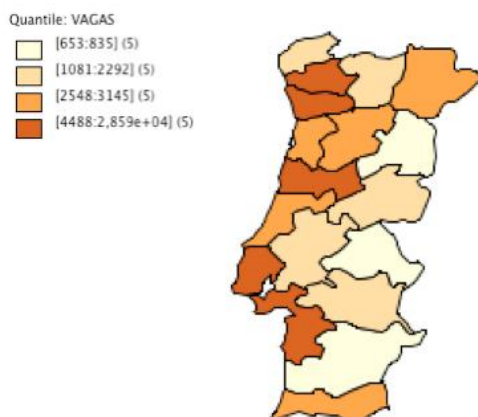 Quantile: VAGAS
[653:835] (5)
[1081:2292] (5)
[2548:3145] (5)
[4488:2,859e+04] (5)